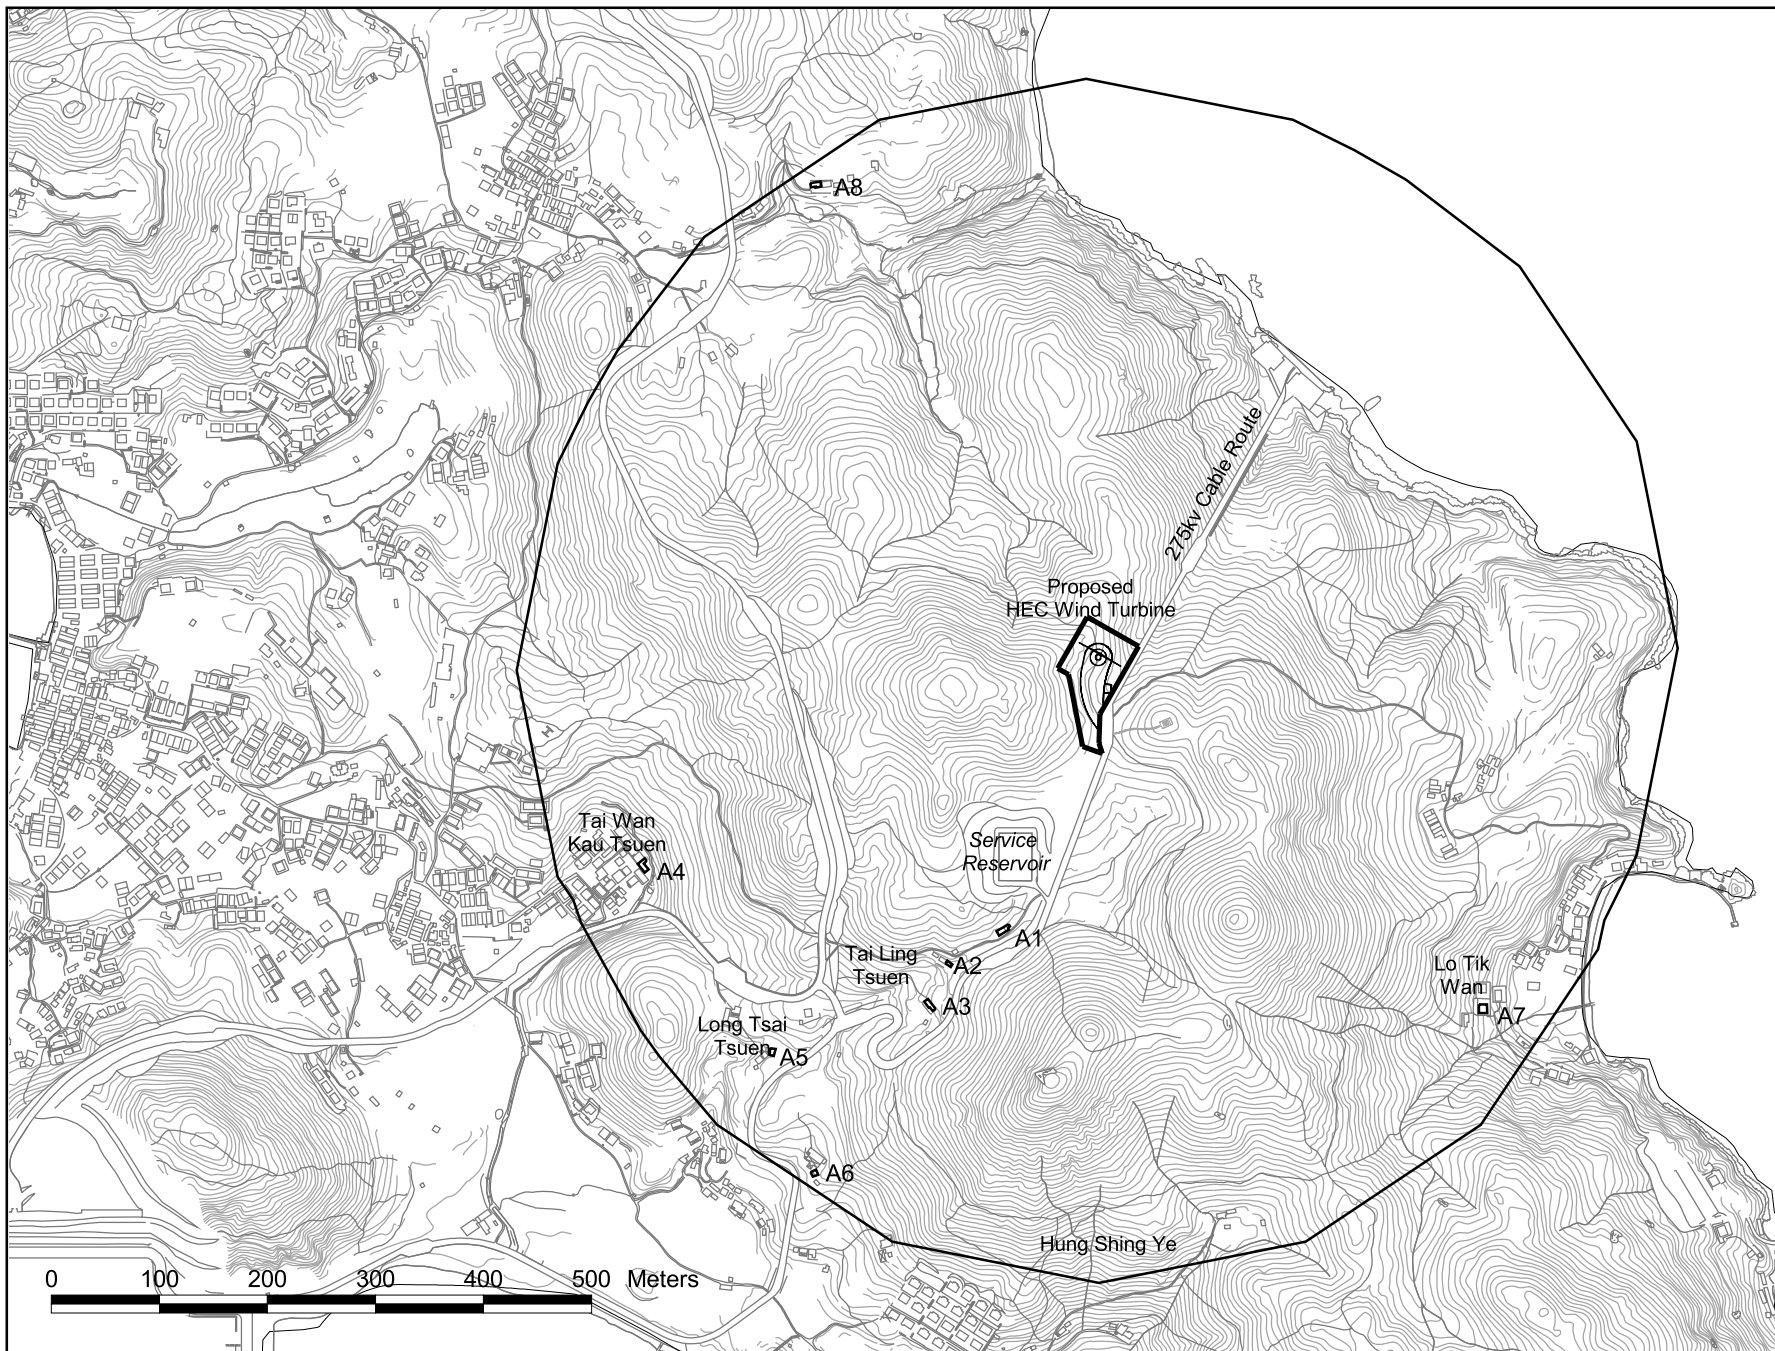 A8
275kv Cable Route
Proposed
HEC Wind Turbine
Tai Wan
Kau Tsuen
A4
Service
Reservoir
A1
Tai Ling
Tsuen
A2
A3
Lo Tik
Wan
A7
Long Tsai
Tsuen
A5
A6
Hung Shing Ye
0 100 200 300 400 500 Meters